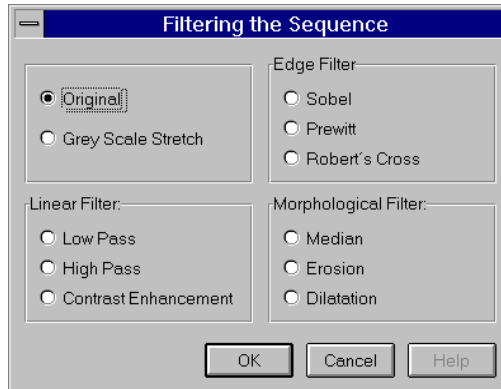 Filtering the Sequence
Original
Grey Scale Stretch
Edge Filter
Sobel
Prewitt
Robert´s Cross
Linear Filter:
Low Pass
High Pass
Contrast Enhancement
Morphological Filter:
Median
Erosion
Dilatation
OK Cancel Help